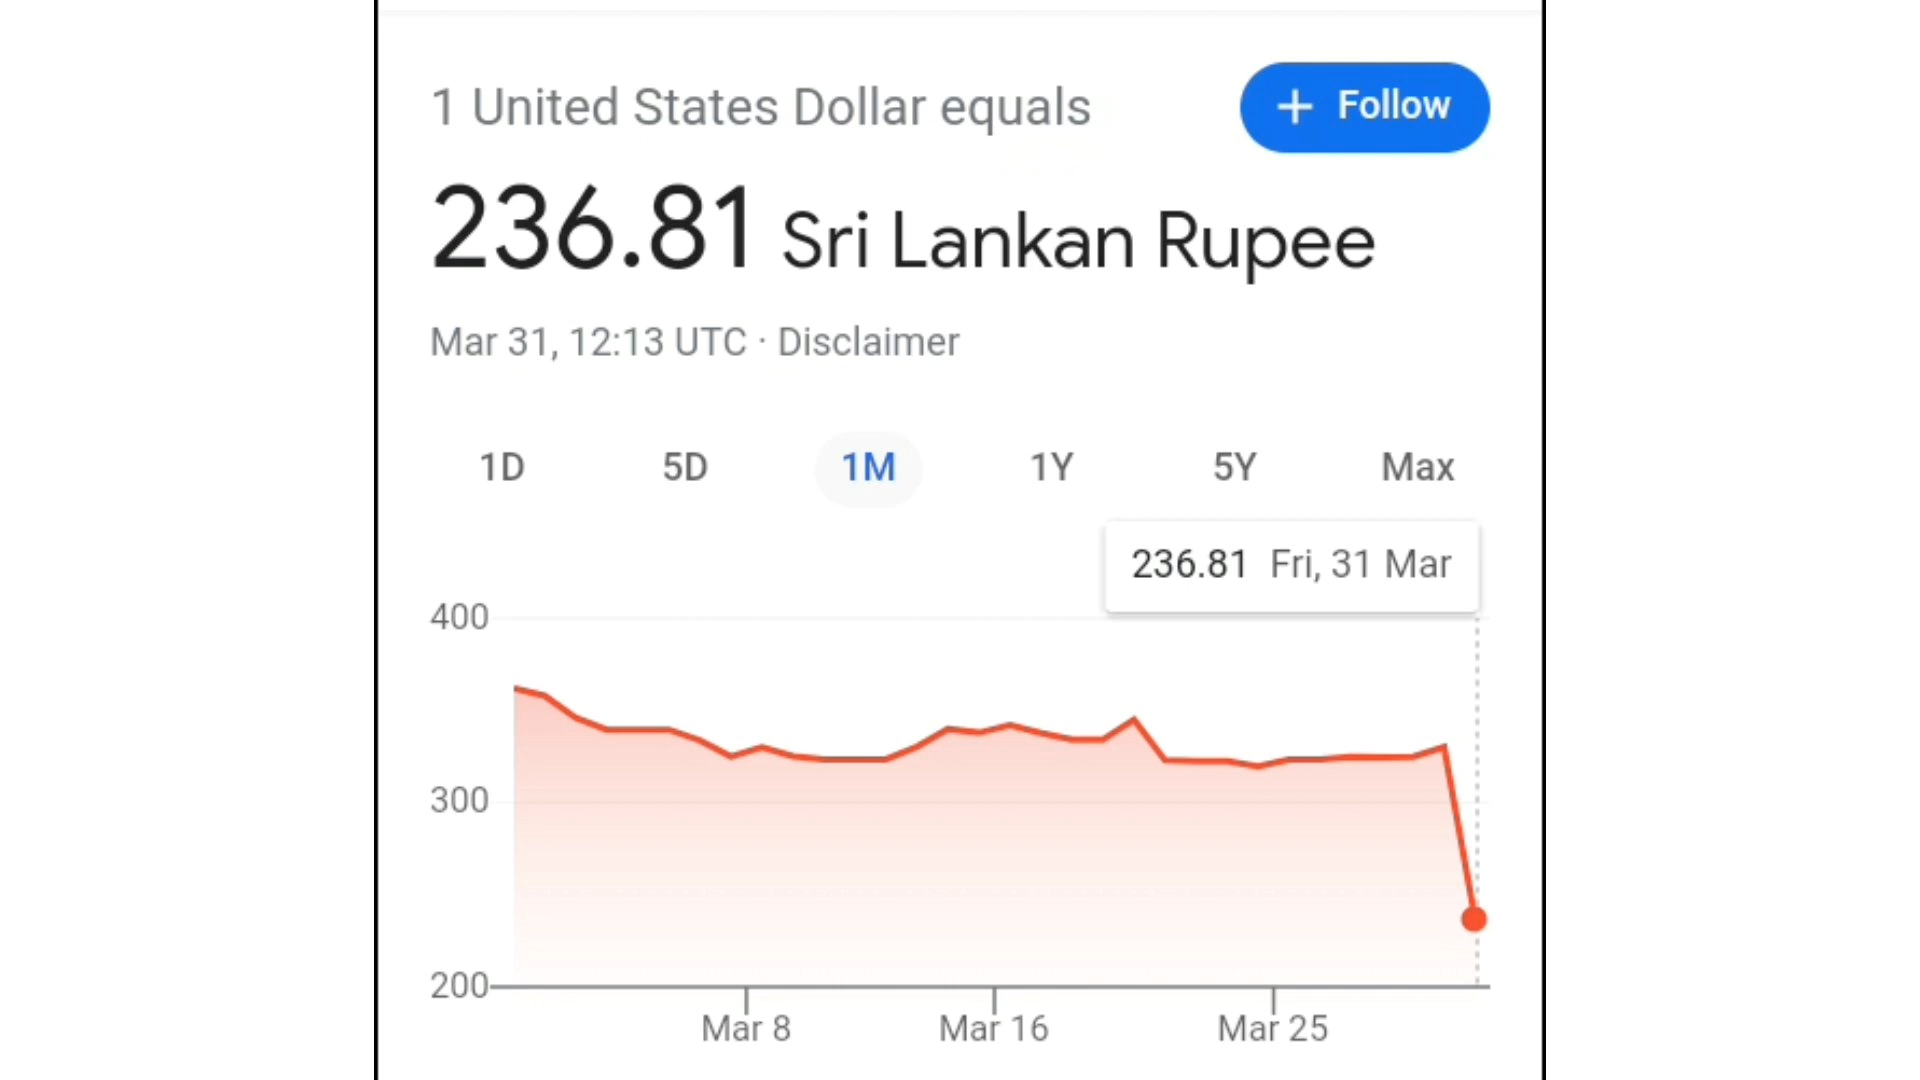 1 United States Dollar equals
+ Follow
236.81 Sri Lankan Rupee
Mar 31, 12:13 UTC · Disclaimer
1D 5D 1M 1Y 5Y Max
236.81 Fri, 31 Mar
400
300
200
Mar 8 Mar 16 Mar 25